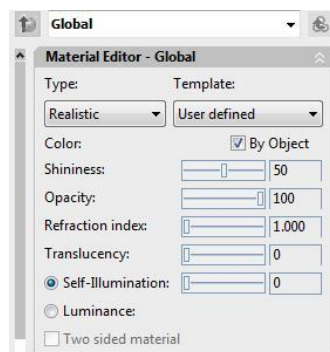 Global
Material Editor - Global
Type: Template:
Realistic User defined
Color: By Object
Shininess: 50
Opacity: 100
Refraction index: 1.000
Translucency: 0
Self-Illumination: 0
Luminance:
Two sided material